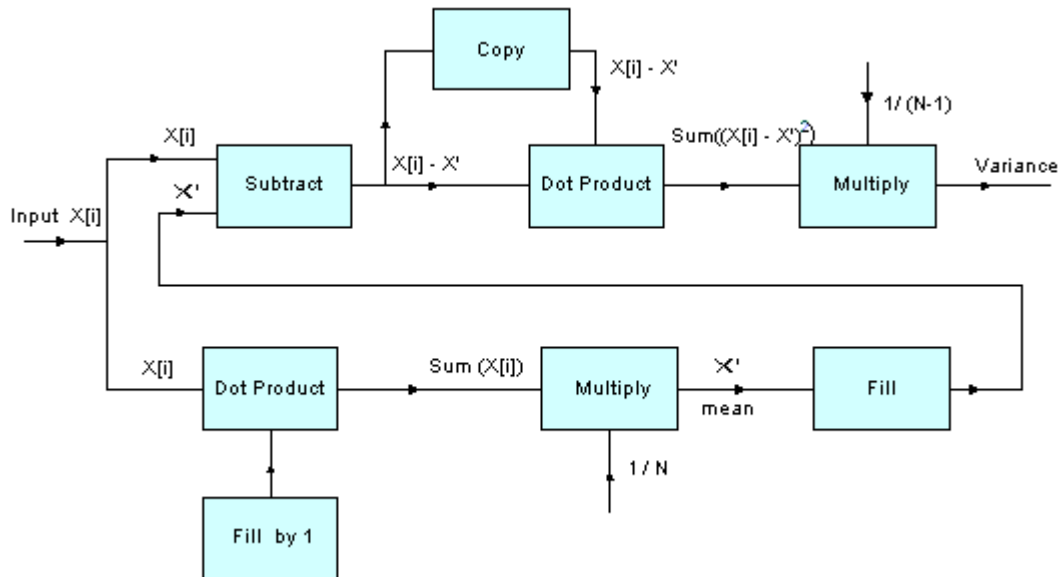 Copy
X[i] - X'
1/ (N-1)
X[i]
Sum((X[i] - X')²)
Subtract
X[i] - X'
Dot Product
Multiply
Variance
X'
Input X[i]
X[i]
Dot Product
Sum (X[i])
Multiply
X'
mean
Fill
1/ N
Fill by 1